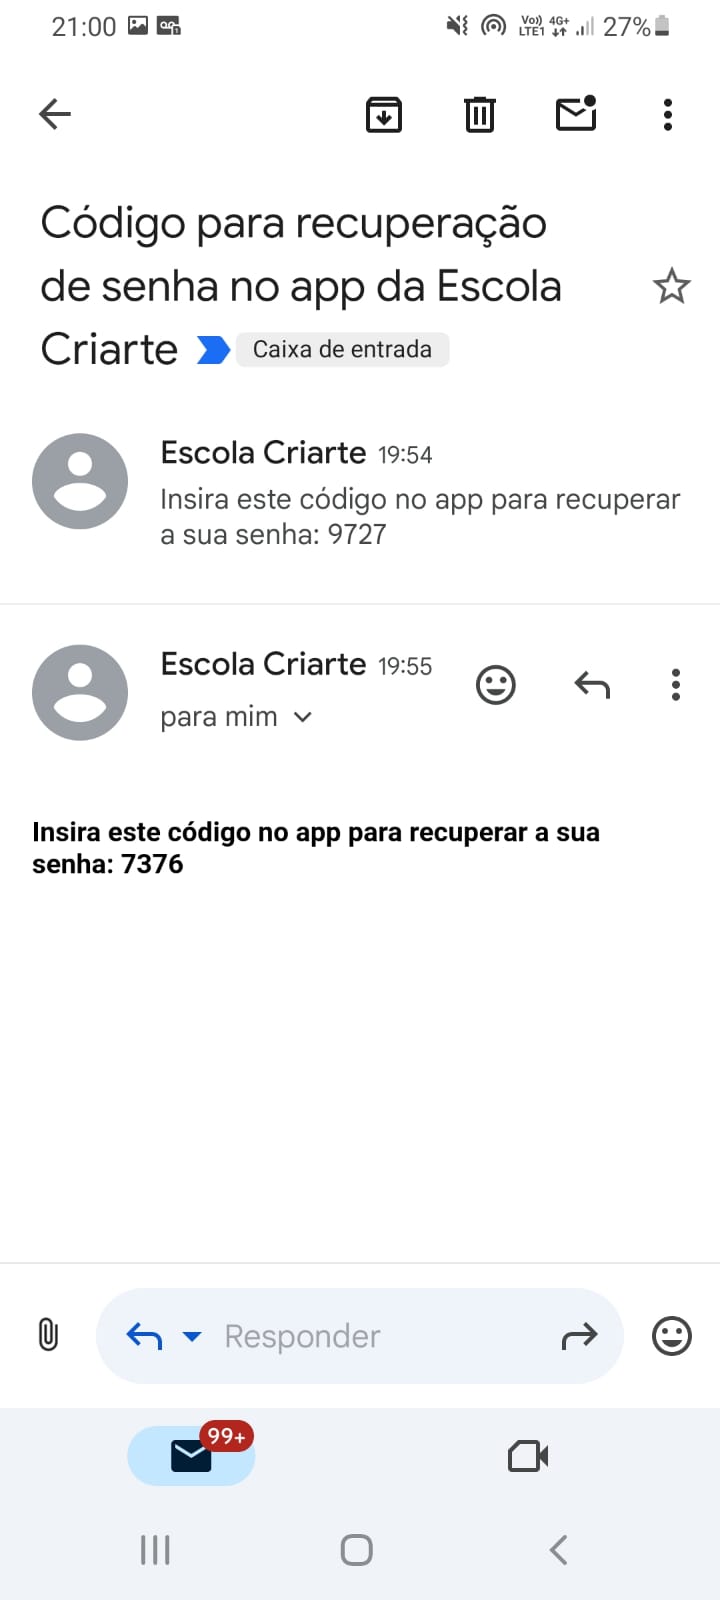 21:00
Vo)) 4G+
LTE1
27%
Código para recuperação
de senha no app da Escola
Criarte
Caixa de entrada
Escola Criarte 19:54
Insira este código no app para recuperar
a sua senha: 9727
Escola Criarte 19:55
para mim
Insira este código no app para recuperar a sua
senha: 7376
Responder
99+